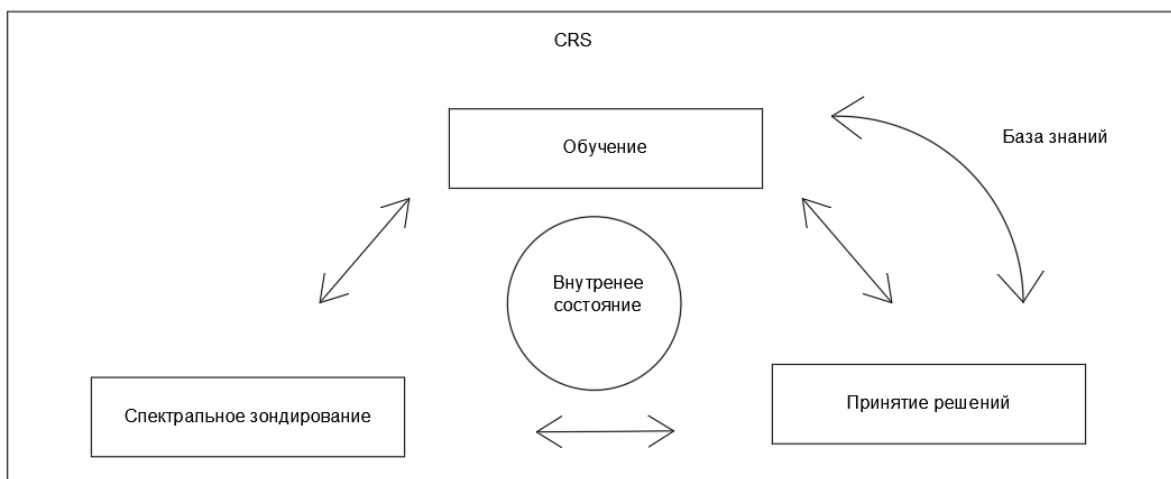 CRS
Обучение
База знаний
Внутренее
состояние
Спектральное зондирование
Принятие решений